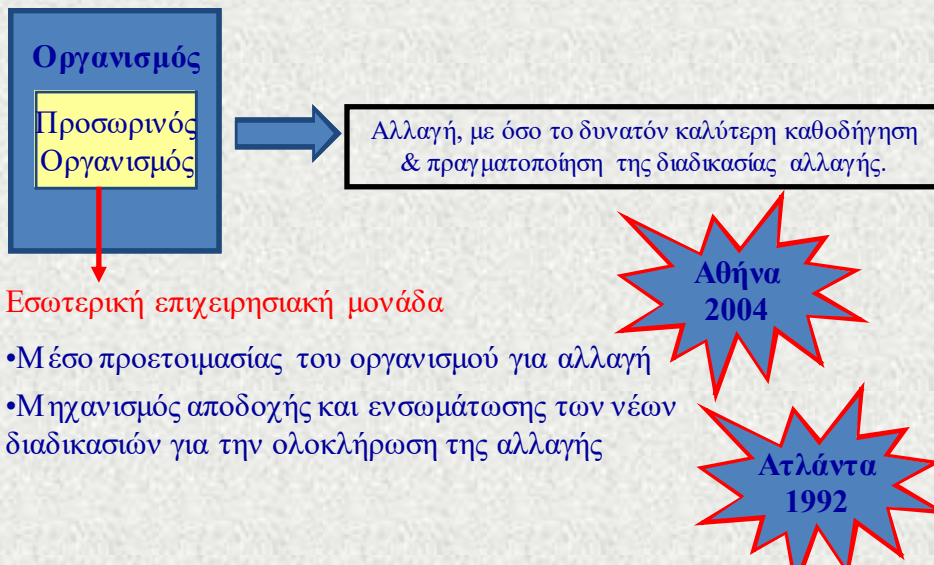 Οργανισμός
Προσωρινός
Οργανισμός
Αλλαγή, με όσο το δυνατόν καλύτερη καθοδήγηση
& πραγματοποίηση της διαδικασίας αλλαγής.
Αθήνα
2004
Εσωτερική επιχειρησιακή μονάδα
•Μέσο προετοιμασίας του οργανισμού για αλλαγή
•Μηχανισμός αποδοχής και ενσωμάτωσης των νέων
διαδικασιών για την ολοκλήρωση της αλλαγής
Ατλάντα
1992